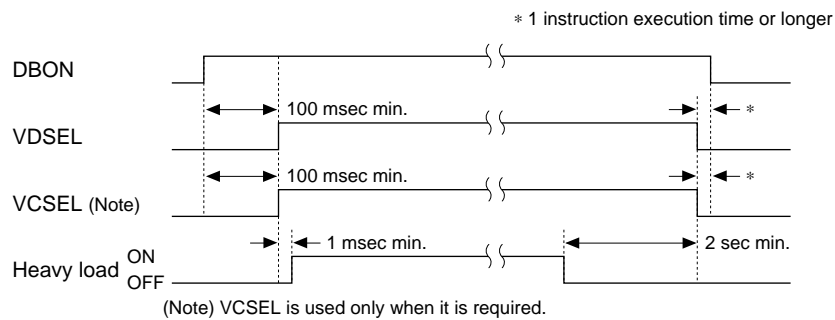 * 1 instruction execution time or longer
DBON
100 msec min.
*
VDSEL
100 msec min.
*
VCSEL (Note)
1 msec min.
2 sec min.
Heavy load ON
OFF
(Note) VCSEL is used only when it is required.